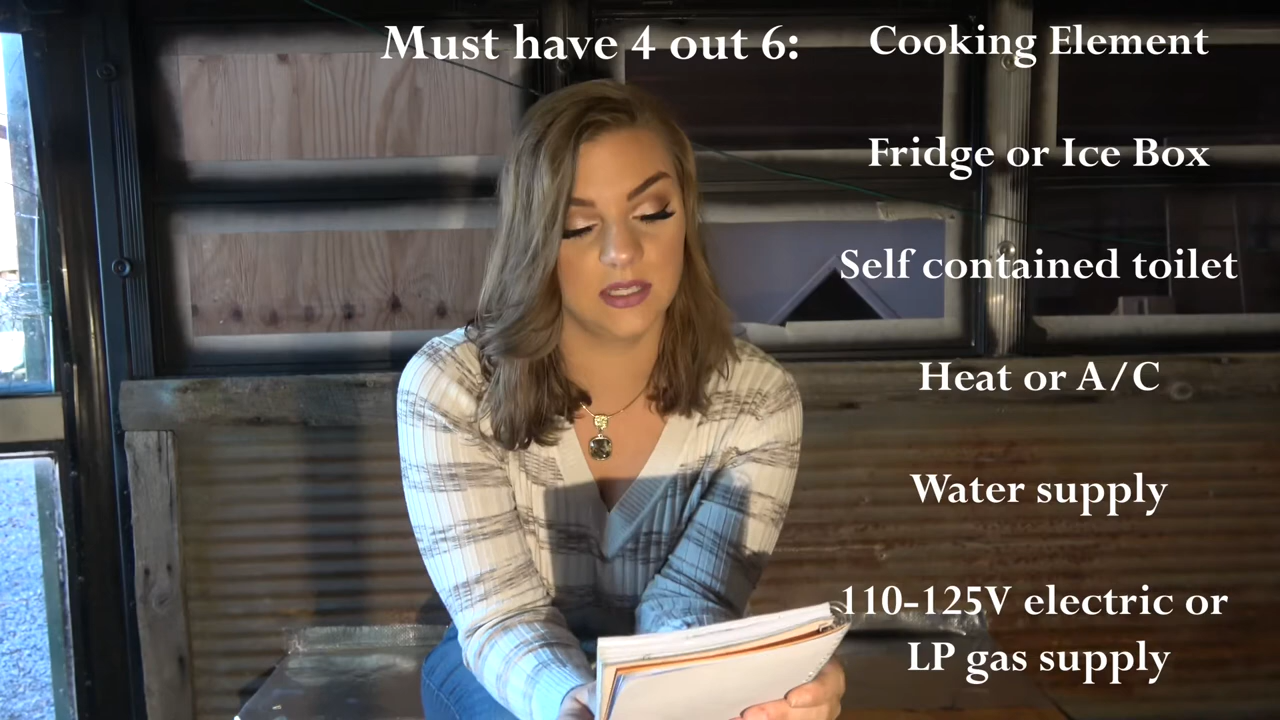 Must have 4 out 6:
Cooking Element
Fridge or Ice Box
Self contained toilet
Heat or A/C
Water supply
110-125V electric or
LP gas supply